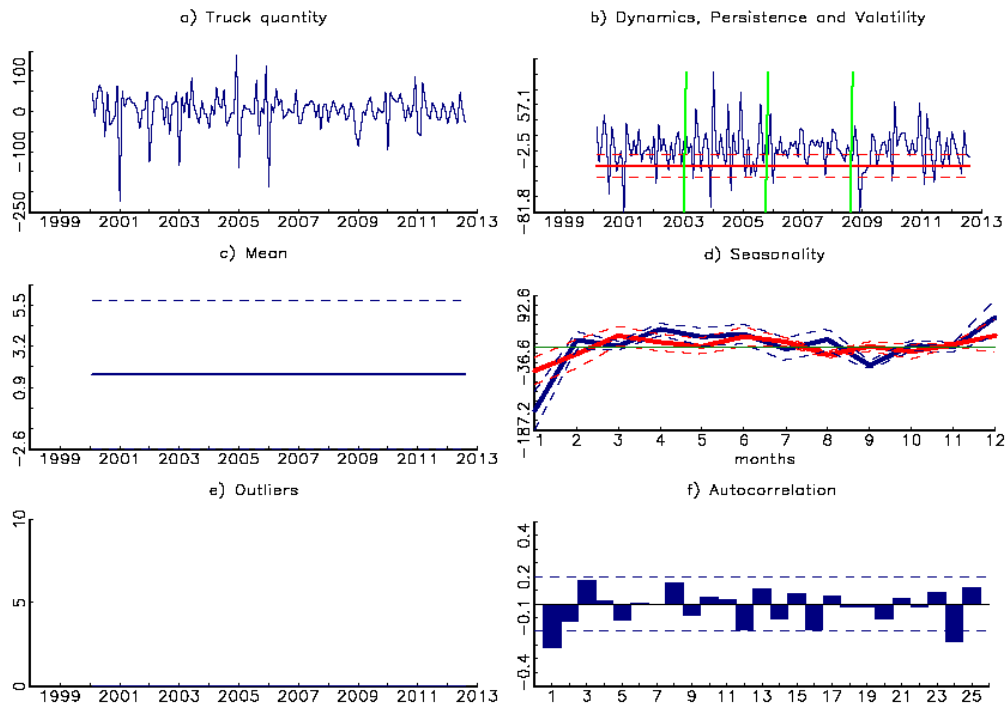 a) Truck quantity
100
0
-100
-250
1999 2001 2003 2005 2007 2009 2011 2013
b) Dynamics, Persistence and Volatility
57.1
-2.5
-81.8
1999 2001 2003 2005 2007 2009 2011 2013
c) Mean
5.5
3.2
0.9
-2.6
1999 2001 2003 2005 2007 2009 2011 2013
d) Seasonality
92.6
-36.6
-187.2
1 2 3 4 5 6 7 8 9 10 11 12
months
e) Outliers
10
5
0
1999 2001 2003 2005 2007 2009 2011 2013
f) Autocorrelation
0.4
0.2
-0.1
-0.4
1 3 5 7 9 11 13 15 17 19 21 23 25